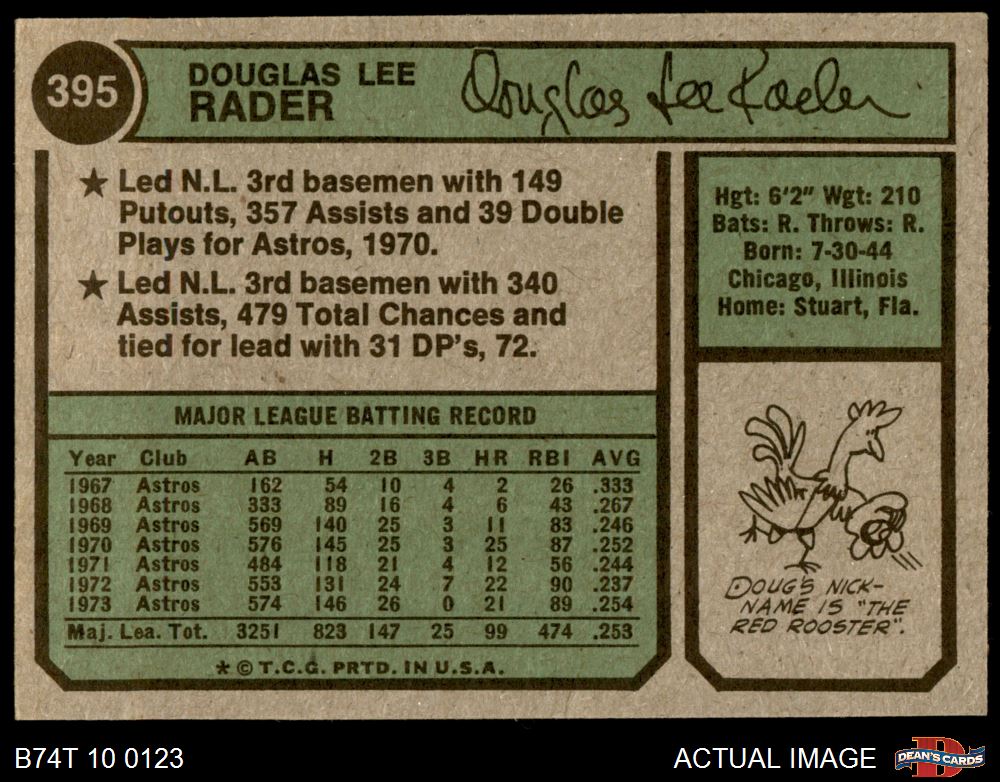 395
DOUGLAS LEE
RADER
Douglas Lee Rader
★ Led N.L. 3rd basemen with 149
Putouts, 357 Assists and 39 Double
Plays for Astros, 1970.
★ Led N.L. 3rd basemen with 340
Assists, 479 Total Chances and
tied for lead with 31 DP's, 72.
Hgt: 6'2" Wgt: 210
Bats: R. Throws: R.
Born: 7-30-44
Chicago, Illinois
Home: Stuart, Fla.
MAJOR LEAGUE BATTING RECORD
Year Club AB H 2B 3B HR RBI AVG
1967 Astros 162 54 10 4 2 26 .333
1968 Astros 333 89 16 4 6 43 .267
1969 Astros 569 140 25 3 11 83 .246
1970 Astros 576 145 25 3 25 87 .252
1971 Astros 484 118 21 4 12 56 .244
1972 Astros 553 131 24 7 22 90 .237
1973 Astros 574 146 26 0 21 89 .254
Maj. Lea. Tot. 3251 823 147 25 99 474 .253
* © T.C.G. PRTD. IN U.S.A.
DOUG'S NICK-
NAME IS "THE
RED ROOSTER".
B74T 10 0123
ACTUAL IMAGE
D
DEAN'S CARDS